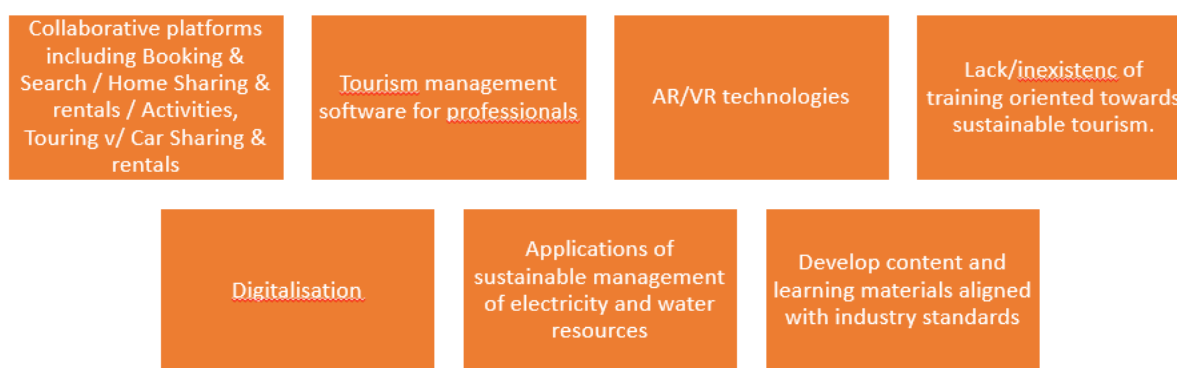 Collaborative platforms
including Booking &
Search / Home Sharing &
rentals / Activities,
Touring v/ Car Sharing &
rentals
Tourism management
software for professionals
AR/VR technologies
Lack/inexistenc of
training oriented towards
sustainable tourism.
Digitalisation
Applications of
sustainable management
of electricity and water
resources
Develop content and
learning materials aligned
with industry standards